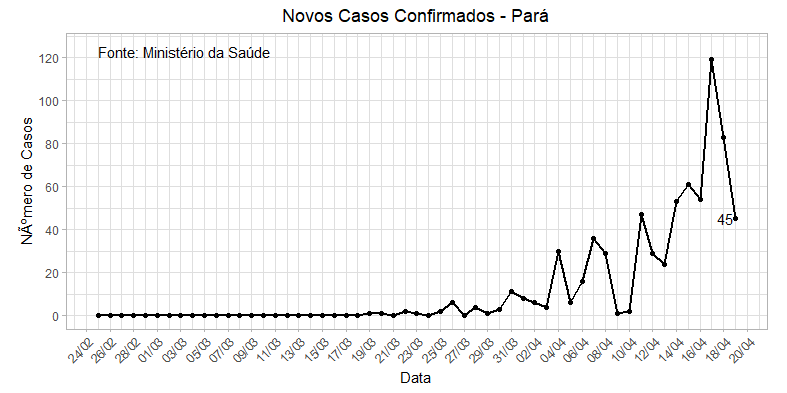 Novos Casos Confirmados - Pará
Fonte: Ministério da Saúde
120
100
80
60
40
20
0
NÃºmero de Casos
45
24/02 26/02 28/02 01/03 03/03 05/03 07/03 09/03 11/03 13/03 15/03 17/03 19/03 21/03 23/03 25/03 27/03 29/03 31/03 02/04 04/04 06/04 08/04 10/04 12/04 14/04 16/04 18/04 20/04
Data